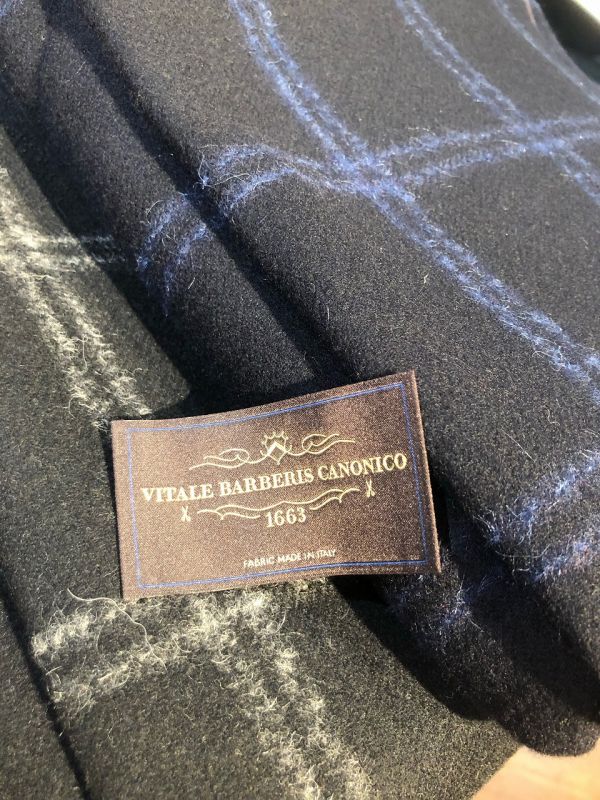 VITALE BARBERIS CANONICO
1663
FABRIC MADE IN ITALY